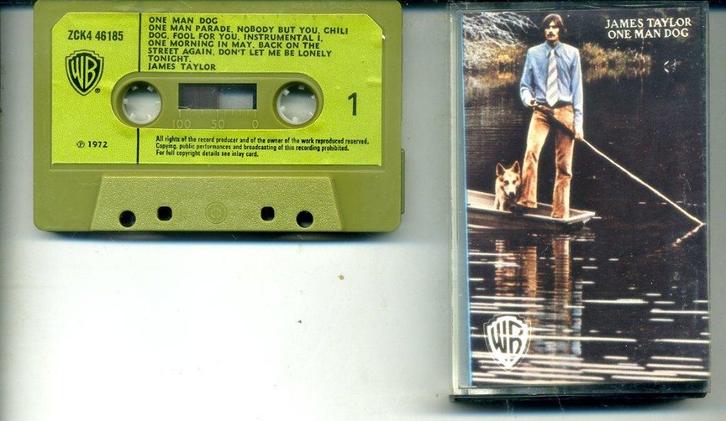 ZCK4 46185
ONE MAN DOG
ONE MAN PARADE, NOBODY BUT YOU, CHILI
DOG, FOOL FOR YOU, INSTRUMENTAL I,
ONE MORNING IN MAY, BACK ON THE
STREET AGAIN, DON'T LET ME BE LONELY
TONIGHT.
JAMES TAYLOR
WB
®
100 50 0
1
℗ 1972
All rights of the record producer and of the owner of the work reproduced reserved.
Copying, public performances and broadcasting of this recording prohibited.
For full copyright details see inlay card.
JAMES TAYLOR
ONE MAN DOG
WB